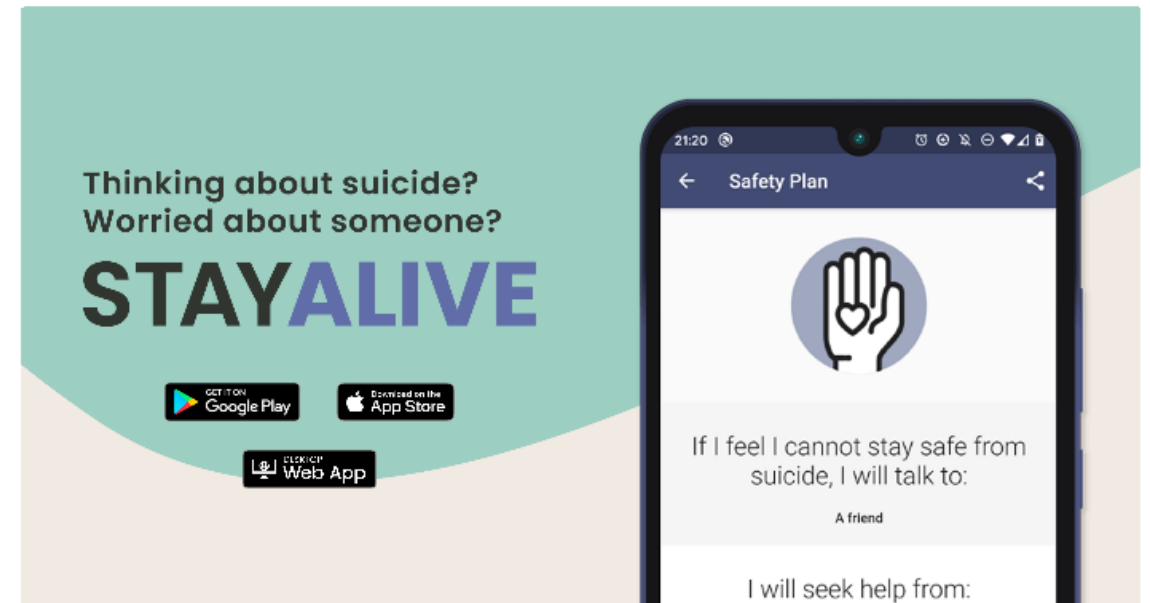 Thinking about suicide?
Worried about someone?
STAYALIVE
GET IT ON
Google Play
Download on the
App Store
DESKTOP
Web App
21:20
Safety Plan
If I feel I cannot stay safe from
suicide, I will talk to:
A friend
I will seek help from: